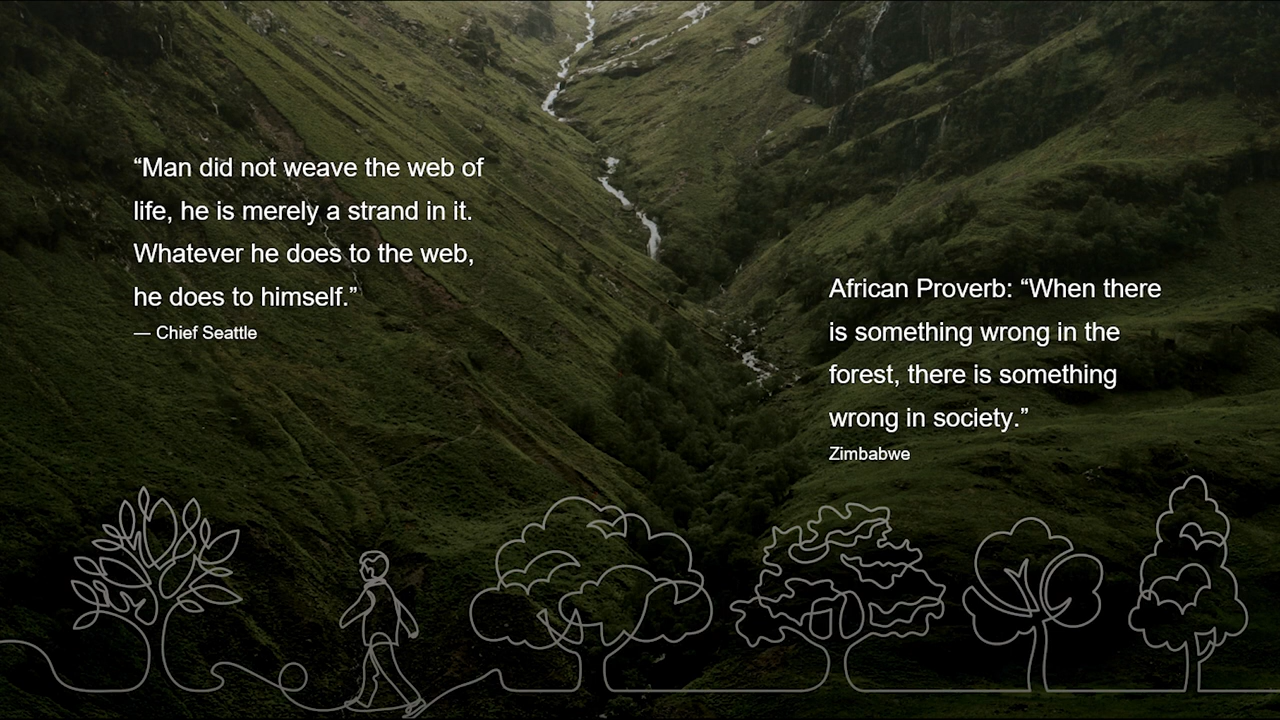 “Man did not weave the web of
life, he is merely a strand in it.
Whatever he does to the web,
he does to himself.”
— Chief Seattle
African Proverb: “When there
is something wrong in the
forest, there is something
wrong in society.”
Zimbabwe